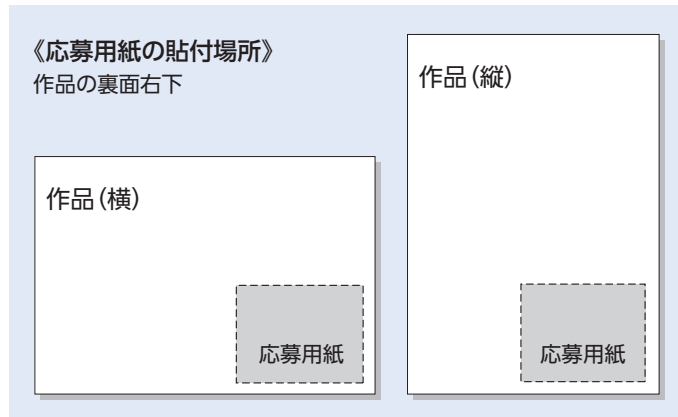 《応募用紙の貼付場所》
作品の裏面右下
作品(横)
応募用紙
作品(縦)
応募用紙